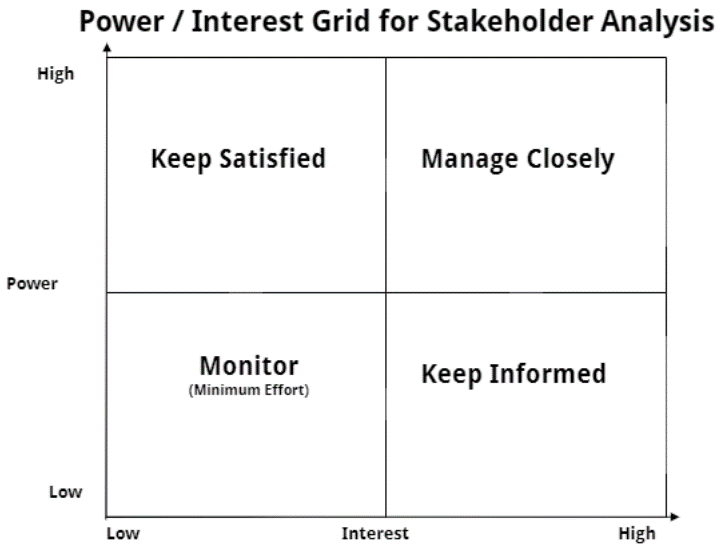 Power / Interest Grid for Stakeholder Analysis
High
Keep Satisfied
Manage Closely
Power
Monitor
(Minimum Effort)
Keep Informed
Low
Low
Interest
High